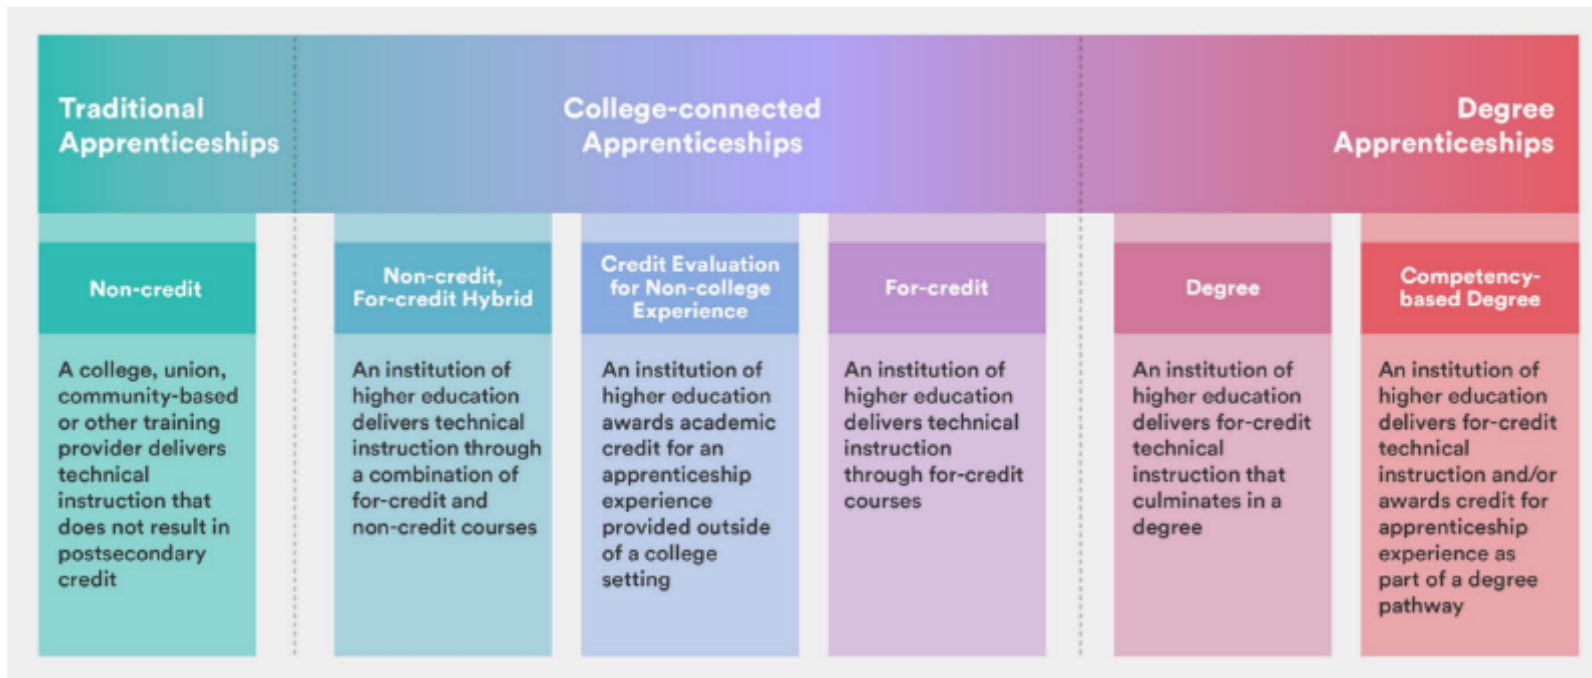 Traditional
Apprenticeships
College-connected
Apprenticeships
Degree
Apprenticeships
Non-credit
A college, union,
community-based
or other training
provider delivers
technical
instruction that
does not result in
postsecondary
credit
Non-credit,
For-credit Hybrid
An institution of
higher education
delivers technical
instruction through
a combination of
for-credit and
non-credit courses
Credit Evaluation
for Non-college
Experience
An institution of
higher education
awards academic
credit for an
apprenticeship
experience
provided outside
of a college
setting
For-credit
An institution of
higher education
delivers technical
instruction
through for-credit
courses
Degree
An institution of
higher education
delivers for-credit
technical
instruction that
culminates in a
degree
Competency-
based Degree
An institution of
higher education
delivers for-credit
technical
instruction and/or
awards credit for
apprenticeship
experience as
part of a degree
pathway